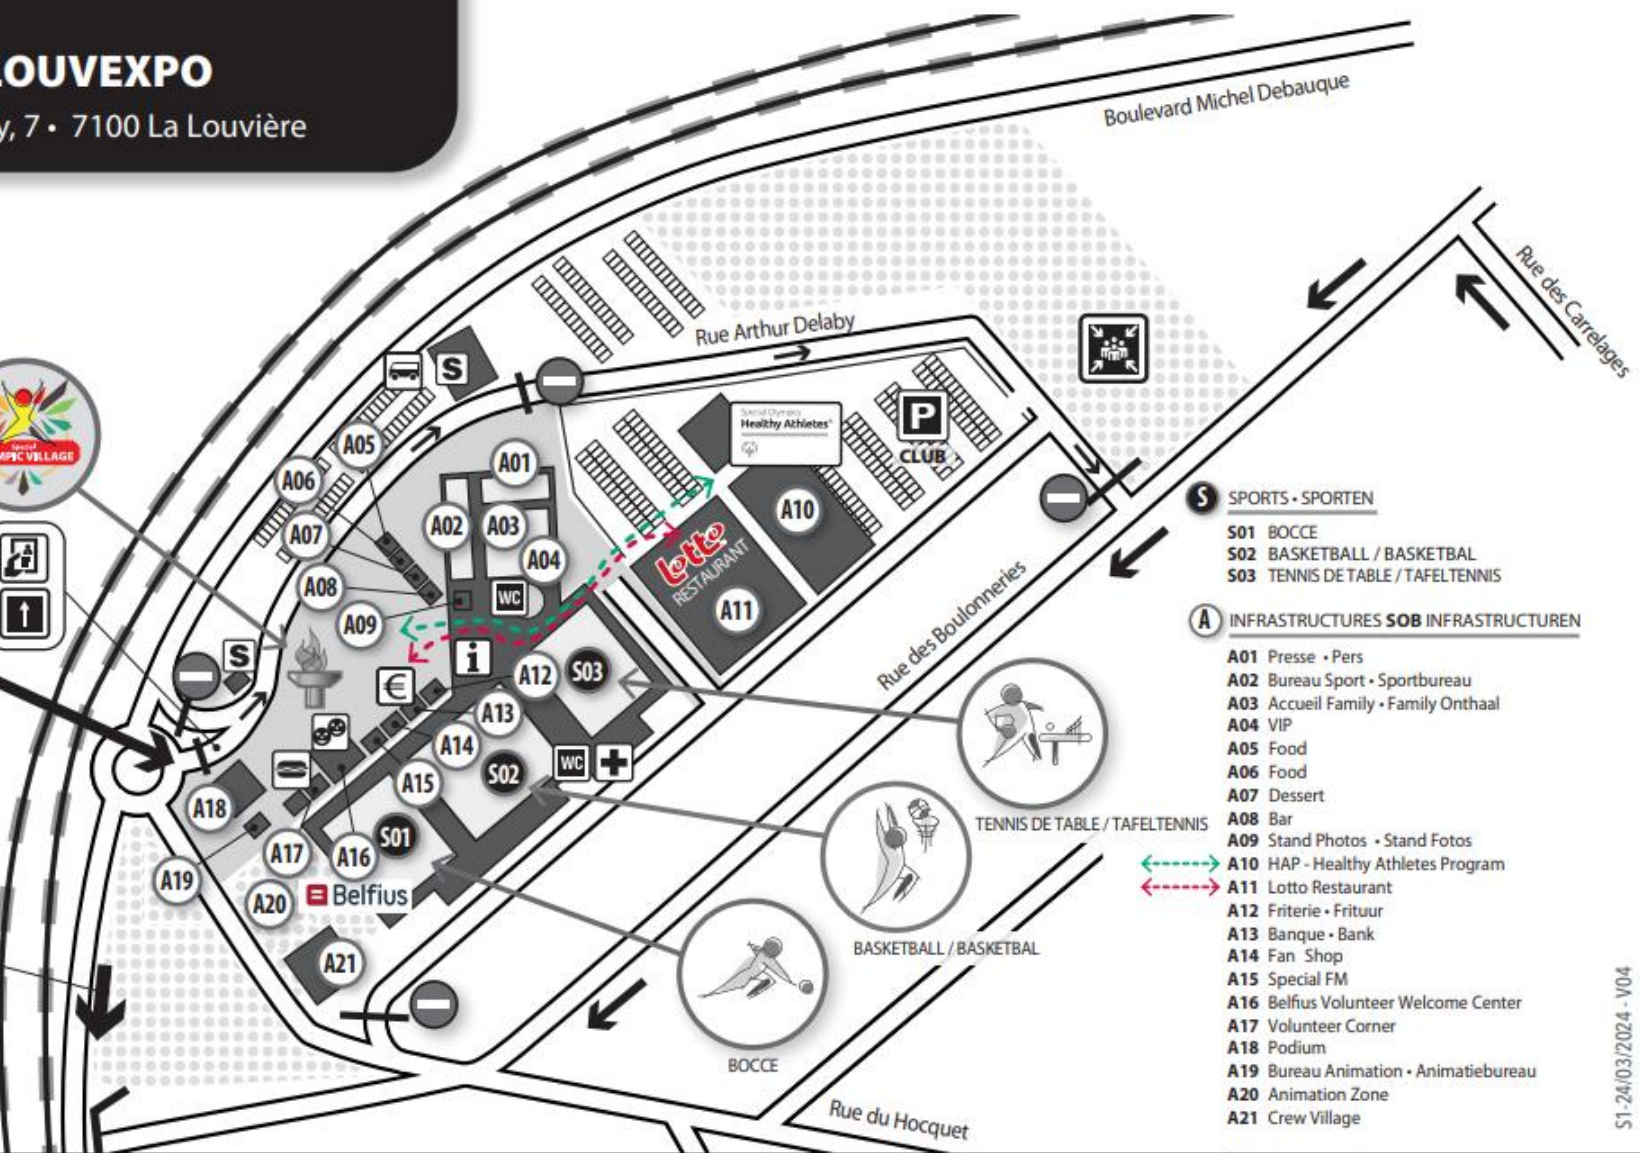 LOUVEXPO
y, 7 • 7100 La Louvière
Boulevard Michel Debauque
Rue des Carrelages
Rue Arthur Delaby
S
Special
MPIC VILLAGE
A05
A01
Special Olympics
Healthy Athletes
P
CLUB
A06
A02
A03
A10
A07
A04
Lotto
RESTAURANT
A08
WC
A11
A09
i
Rue des Boulonneries
S
€
A12
S03
A13
A14
S02
WC
A15
A18
S01
A17
A16
A19
A20
Belfius
A21
TENNIS DE TABLE / TAFELTENNIS
BASKETBALL / BASKETBAL
BOCCE
Rue du Hocquet
S SPORTS • SPORTEN
S01 BOCCE
S02 BASKETBALL / BASKETBAL
S03 TENNIS DE TABLE / TAFELTENNIS
A INFRASTRUCTURES SOB INFRASTRUCTUREN
A01 Presse • Pers
A02 Bureau Sport • Sportbureau
A03 Accueil Family • Family Onthaal
A04 VIP
A05 Food
A06 Food
A07 Dessert
A08 Bar
A09 Stand Photos • Stand Fotos
A10 HAP - Healthy Athletes Program
A11 Lotto Restaurant
A12 Friterie • Frituur
A13 Banque • Bank
A14 Fan Shop
A15 Special FM
A16 Belfius Volunteer Welcome Center
A17 Volunteer Corner
A18 Podium
A19 Bureau Animation • Animatiebureau
A20 Animation Zone
A21 Crew Village
S1-24/03/2024 - V04